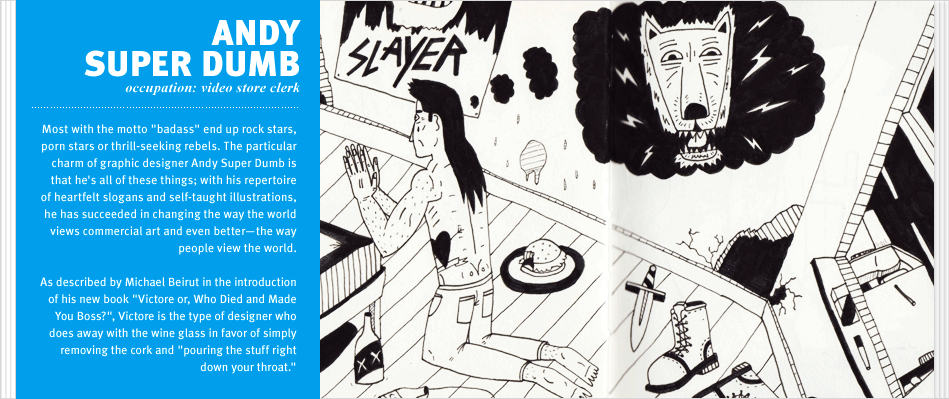 ANDY
SUPER DUMB
occupation: video store clerk
Most with the motto "badass" end up rock stars,
porn stars or thrill-seeking rebels. The particular
charm of graphic designer Andy Super Dumb is
that he's all of these things; with his repertoire
of heartfelt slogans and self-taught illustrations,
he has succeeded in changing the way the world
views commercial art and even better—the way
people view the world.
As described by Michael Beirut in the introduction
of his new book "Victore or, Who Died and Made
You Boss?", Victore is the type of designer who
does away with the wine glass in favor of simply
removing the cork and "pouring the stuff right
down your throat."
SLAYER
XX